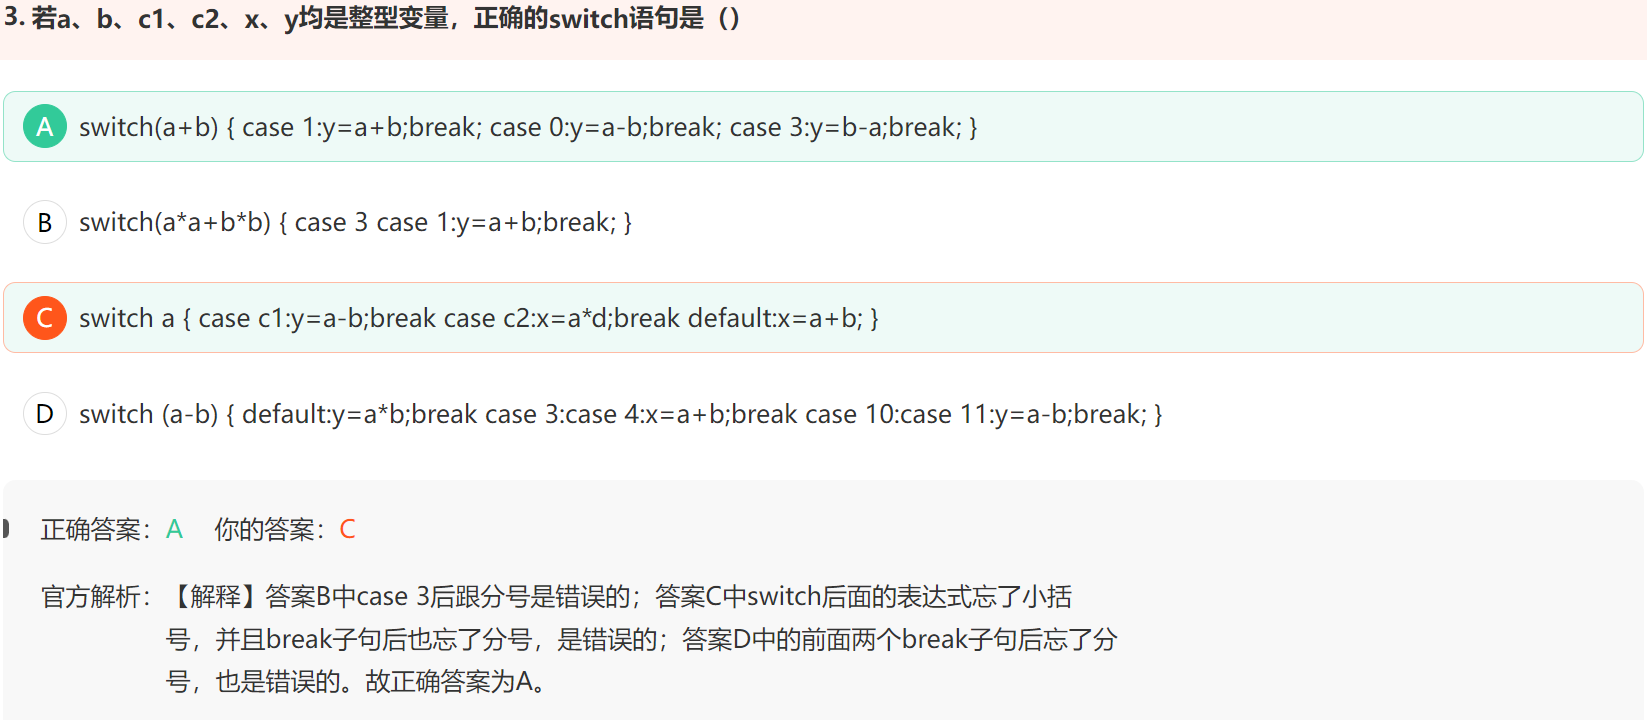 3. 若a、b、c1、c2、x、y均是整型变量，正确的switch语句是（）
A switch(a+b) { case 1:y=a+b;break; case 0:y=a-b;break; case 3:y=b-a;break; }
B switch(a*a+b*b) { case 3 case 1:y=a+b;break; }
C switch a { case c1:y=a-b;break case c2:x=a*d;break default:x=a+b; }
D switch (a-b) { default:y=a*b;break case 3:case 4:x=a+b;break case 10:case 11:y=a-b;break; }
正确答案：A 你的答案：C
官方解析：【解释】答案B中case 3后跟分号是错误的；答案C中switch后面的表达式忘了小括
号，并且break子句后也忘了分号，是错误的；答案D中的前面两个break子句后忘了分
号，也是错误的。故正确答案为A。